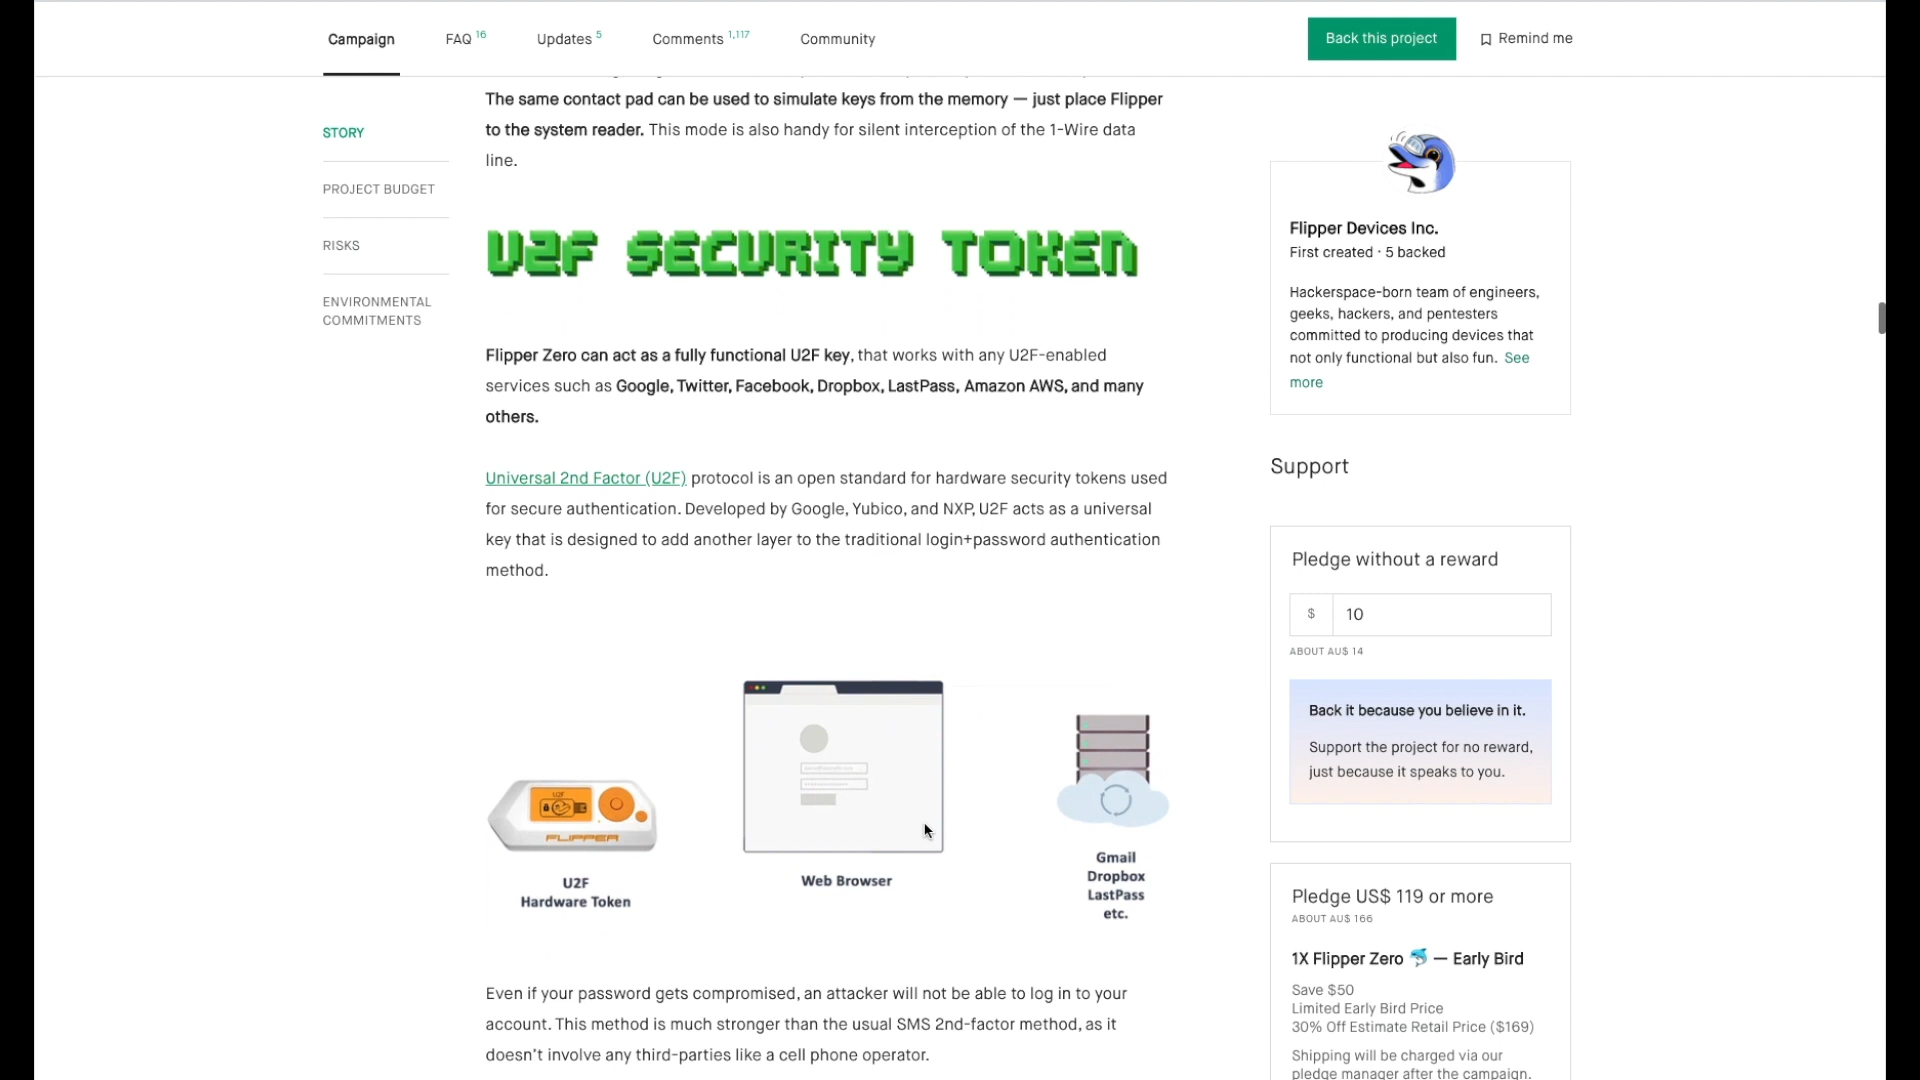 Campaign
FAQ 16
Updates 5
Comments 1,117
Community
Back this project
Remind me
STORY
PROJECT BUDGET
RISKS
ENVIRONMENTAL
COMMITMENTS
The same contact pad can be used to simulate keys from the memory — just place Flipper
to the system reader. This mode is also handy for silent interception of the 1-Wire data
line.
U2F SECURITY TOKEN
Flipper Zero can act as a fully functional U2F key, that works with any U2F-enabled
services such as Google, Twitter, Facebook, Dropbox, LastPass, Amazon AWS, and many
others.
Universal 2nd Factor (U2F) protocol is an open standard for hardware security tokens used
for secure authentication. Developed by Google, Yubico, and NXP, U2F acts as a universal
key that is designed to add another layer to the traditional login+password authentication
method.
U2F
FLIPPER
U2F
Hardware Token
Web Browser
Gmail
Dropbox
LastPass
etc.
Even if your password gets compromised, an attacker will not be able to log in to your
account. This method is much stronger than the usual SMS 2nd-factor method, as it
doesn't involve any third-parties like a cell phone operator.
Flipper Devices Inc.
First created · 5 backed
Hackerspace-born team of engineers,
geeks, hackers, and pentesters
committed to producing devices that
not only functional but also fun. See
more
Support
Pledge without a reward
$ 10
ABOUT AU$ 14
Back it because you believe in it.
Support the project for no reward,
just because it speaks to you.
Pledge US$ 119 or more
ABOUT AU$ 166
1X Flipper Zero 🐬 — Early Bird
Save $50
Limited Early Bird Price
30% Off Estimate Retail Price ($169)
Shipping will be charged via our
pledge manager after the campaign.